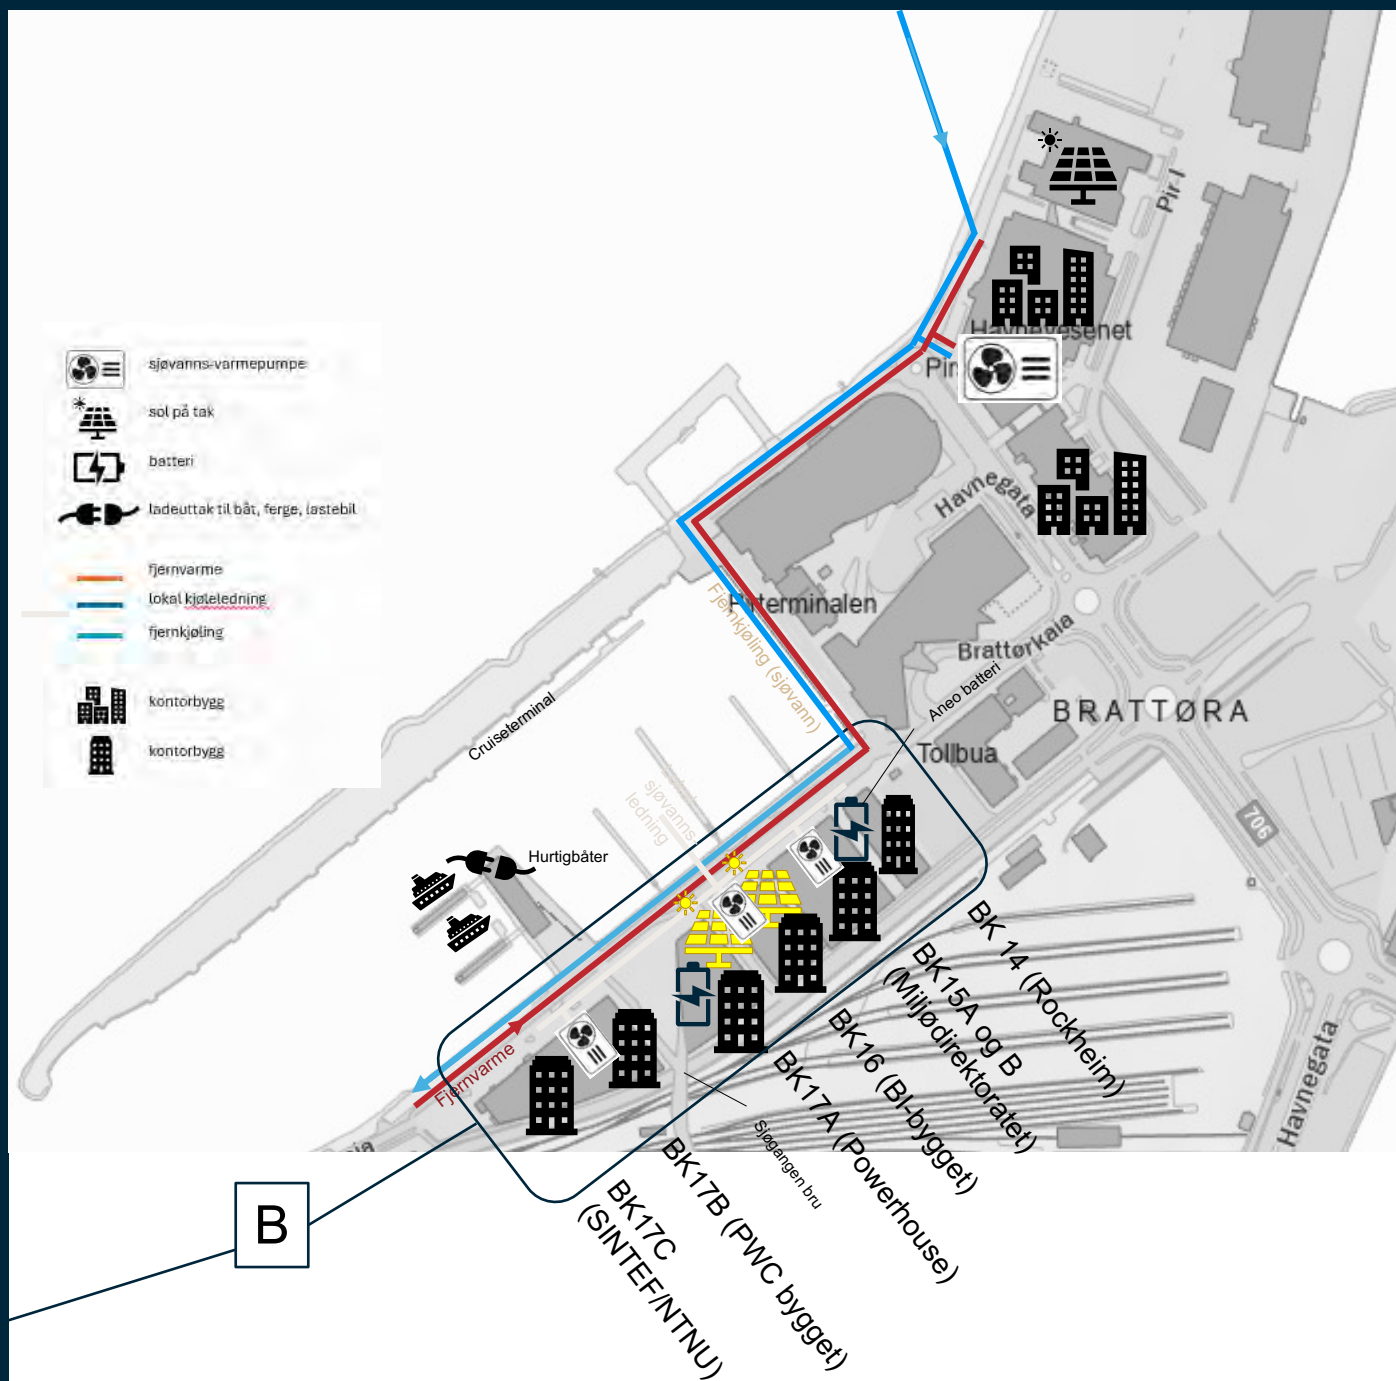 Pir-I
Havnevesenet
sjøvanns-varmepumpe
sol på tak
batteri
ladeuttak til båt, ferge, lastebil
fjernvarme
lokal kjøleledning
fjernkjøling
kontorbygg
kontorbygg
Havnegata
Pirterminalen
Fjernkjøling (sjøvann)
Brattørkaia
Aneo batteri
BRATTØRA
Tollbua
Cruiseterminal
sjøvanns-
ledning
706
Hurtigbåter
Fjernvarme
Havnegata
BK 14 (Rockheim)
BK15A og B
(Miljødirektoratet)
BK16 (BI-bygget)
BK17A (Powerhouse)
Sjøgangen bru
BK17B (PWC bygget)
BK17C
(SINTEF/NTNU)
B